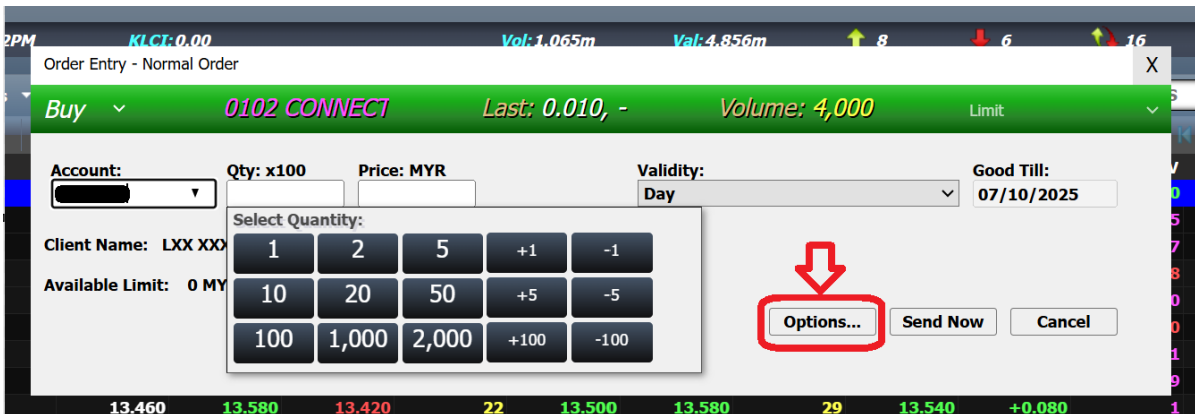 2PM KLCI: 0.00 Vol: 1.065m Val: 4.856m 8 6 16
Order Entry - Normal Order X
Buy 0102 CONNECT Last: 0.010, - Volume: 4,000 Limit
Account: Qty: x100 Price: MYR Validity: Good Till:
Day 07/10/2025
Select Quantity:
Client Name: LXX XXX
1 2 5 +1 -1
Available Limit: 0 MY
10 20 50 +5 -5
Options... Send Now Cancel
100 1,000 2,000 +100 -100
13.460 13.580 13.420 22 13.500 13.580 29 13.540 +0.080